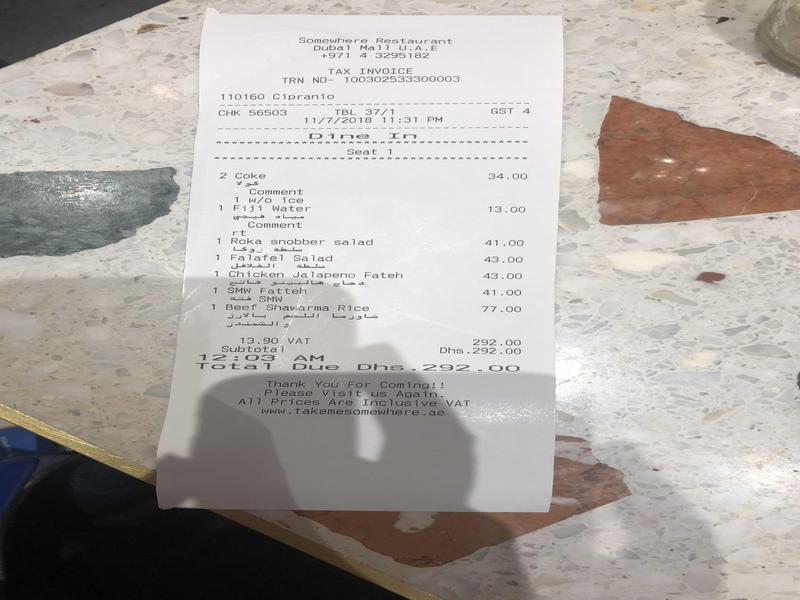 Somewhere Restaurant
Dubai Mall U.A.E
+971 4 3295182
TAX INVOICE
TRN NO- 100302533300003
110160 Cipranio
CHK 56503 TBL 37/1 GST 4
11/7/2018 11:31 PM
Dine In
Seat 1
2 Coke 34.00
كولا
Comment
1 w/o ice
1 Fiji Water 13.00
مياه فيجي
Comment
rt
1 Roka snobber salad 41.00
سلطة روكا
1 Falafel Salad 43.00
سلطة الفلافل
1 Chicken Jalapeno Fateh 43.00
دجاج هالبينو فاتح
1 SMW Fatteh 41.00
فتة SMW
1 Beef Shawarma Rice 77.00
شاورما اللحم بالارز
والشمندر
13.90 VAT 292.00
Subtotal Dhs.292.00
12:03 AM
Total Due Dhs.292.00
Thank You For Coming!!
Please Visit us Again.
All Prices Are Inclusive VAT
www.takemesomewhere.ae